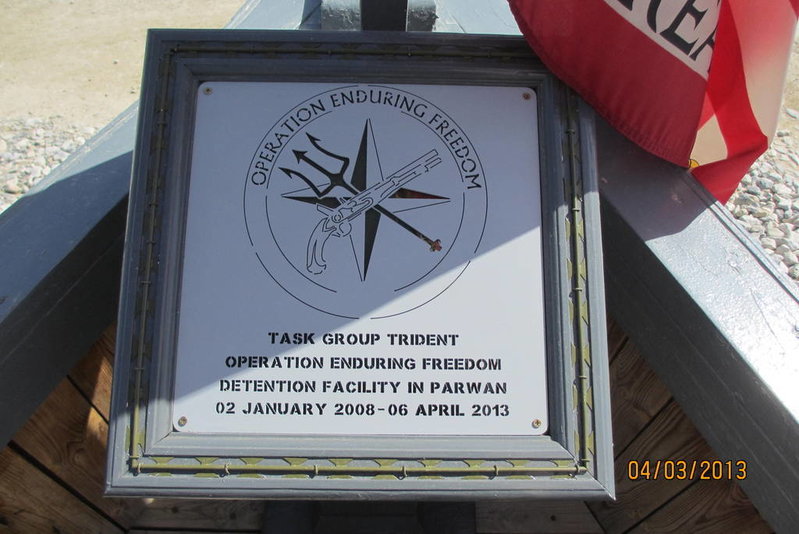 OPERATION ENDURING FREEDOM
TASK GROUP TRIDENT
OPERATION ENDURING FREEDOM
DETENTION FACILITY IN PARWAN
02 JANUARY 2008-06 APRIL 2013
04/03/2013